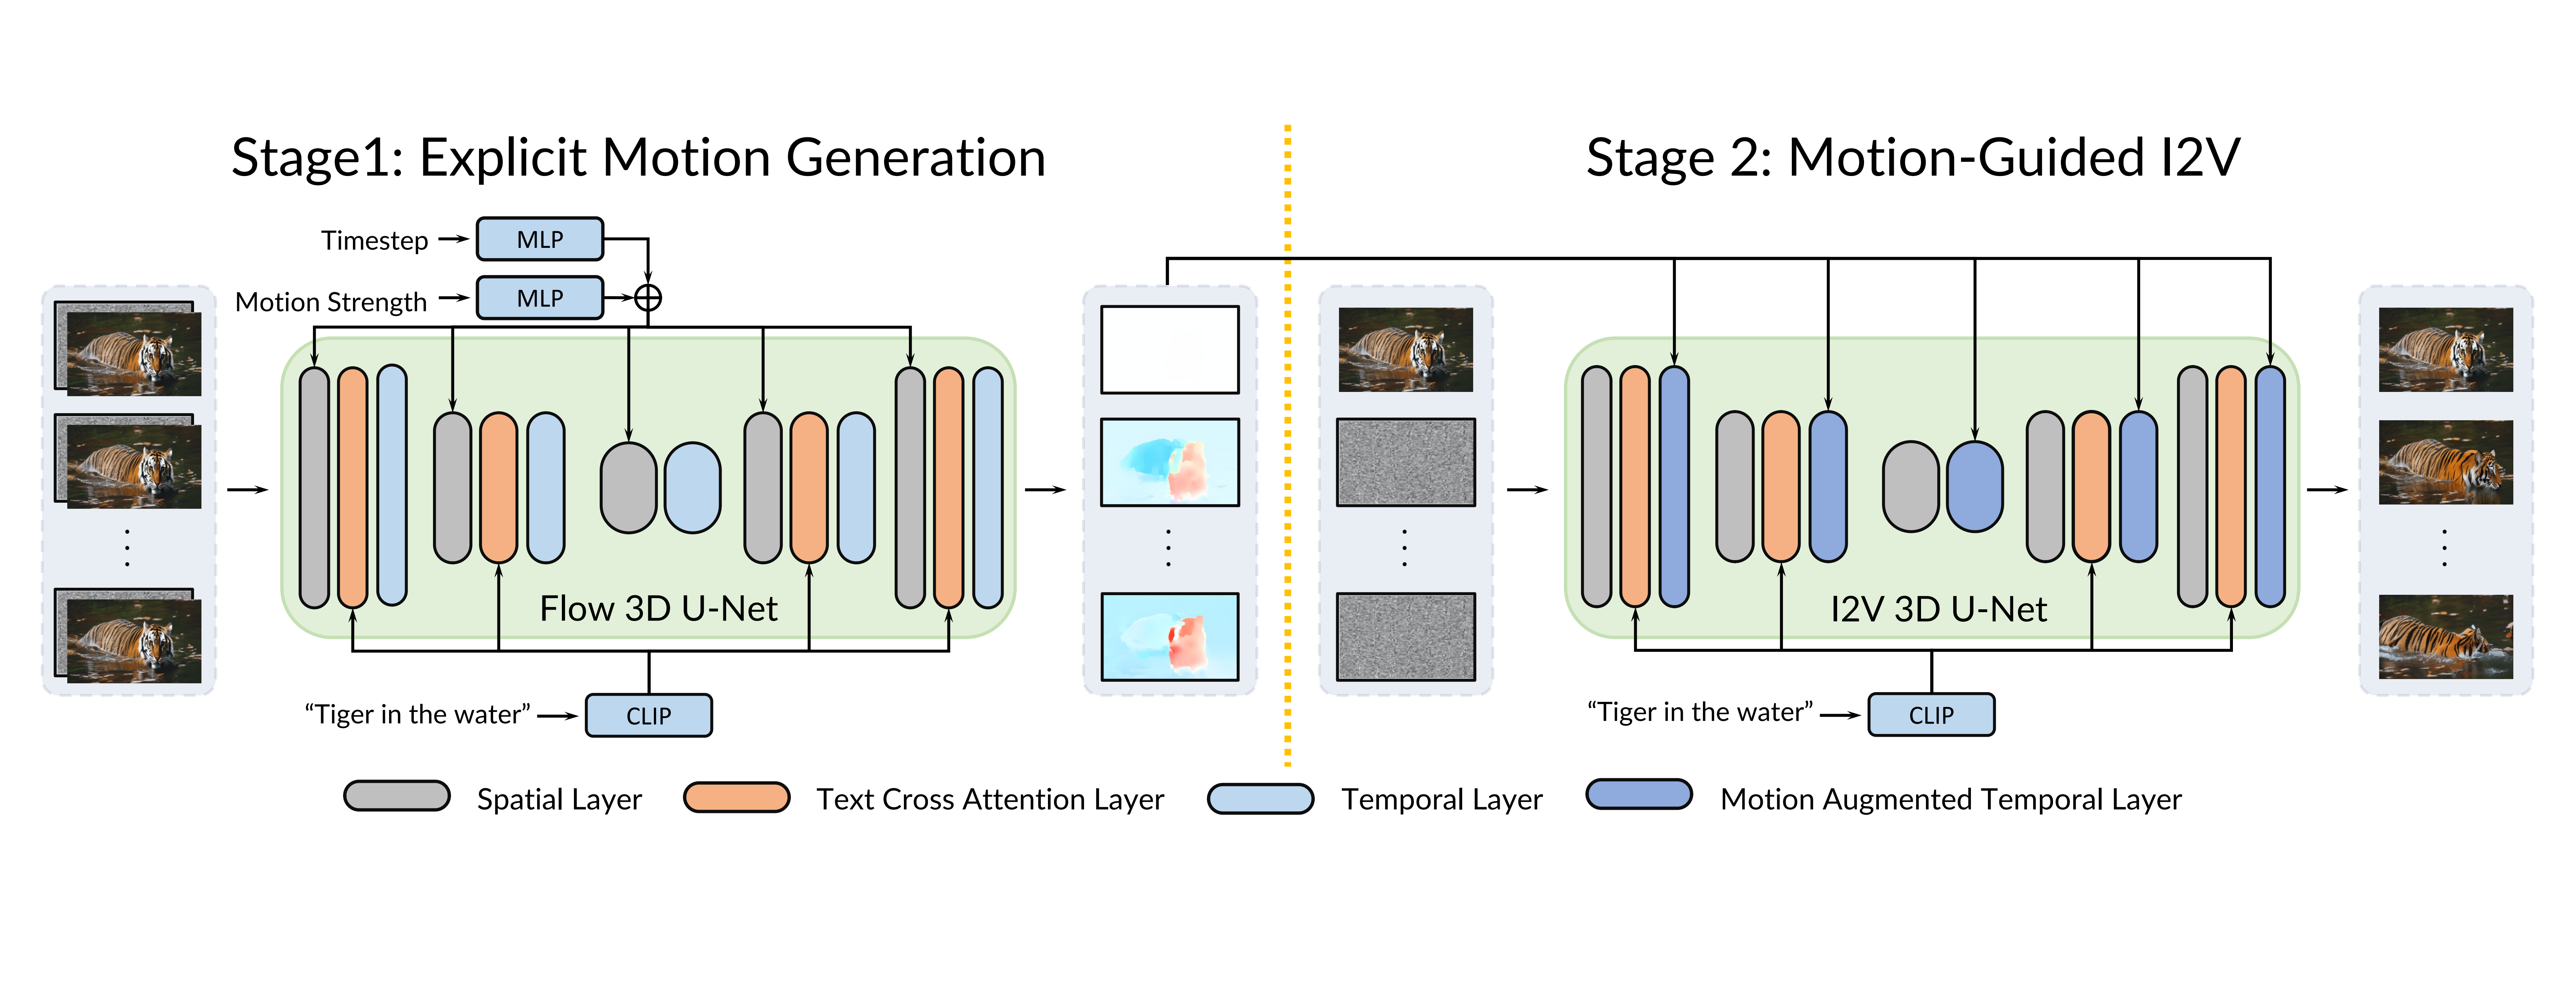 Stage1: Explicit Motion Generation
Timestep
MLP
Motion Strength
MLP
Flow 3D U-Net
“Tiger in the water”
CLIP
Stage 2: Motion-Guided I2V
I2V 3D U-Net
“Tiger in the water”
CLIP
Spatial Layer
Text Cross Attention Layer
Temporal Layer
Motion Augmented Temporal Layer